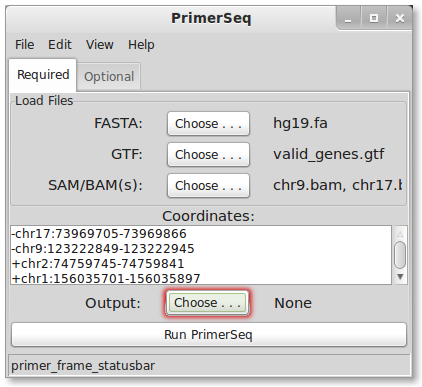 PrimerSeq
File Edit View Help
Required Optional
Load Files
FASTA: Choose . . . hg19.fa
GTF: Choose . . . valid_genes.gtf
SAM/BAM(s): Choose . . . chr9.bam, chr17.b
Coordinates:
-chr17:73969705-73969866
-chr9:123222849-123222945
+chr2:74759745-74759841
+chr1:156035701-156035897
Output: Choose . . . None
Run PrimerSeq
primer_frame_statusbar